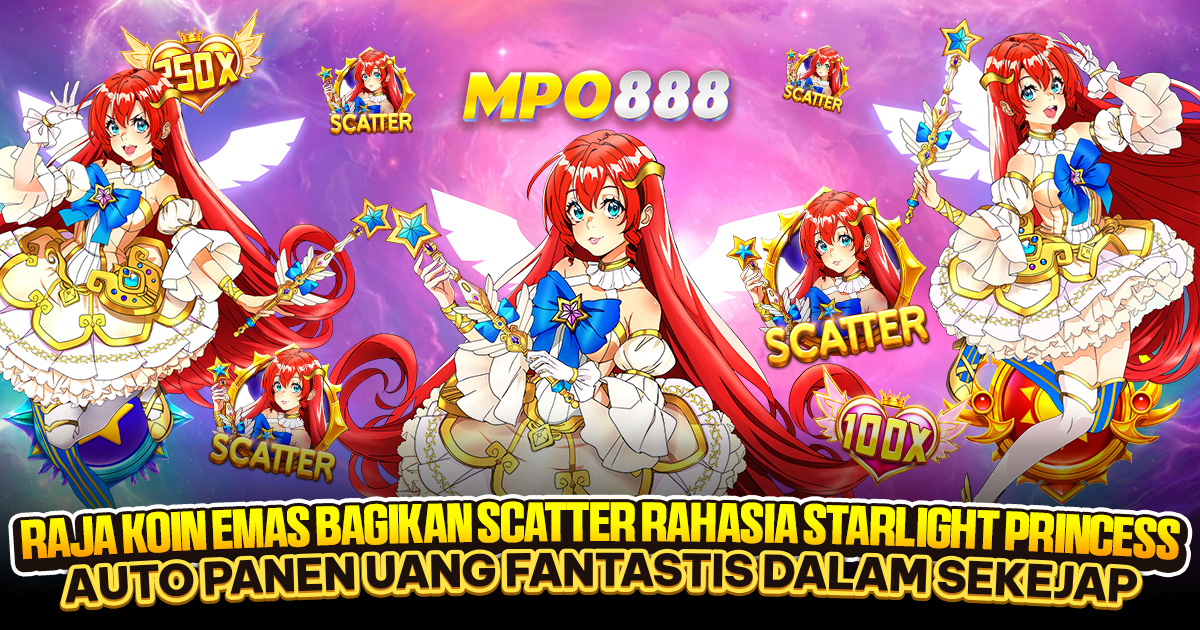 250X
SCATTER
MPO888
SCATTER
SCATTER
SCATTER
100X
RAJA KOIN EMAS BAGIKAN SCATTER RAHASIA STARLIGHT PRINCESS
AUTO PANEN UANG FANTASTIS DALAM SEKEJAP